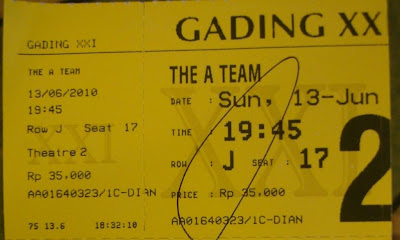 GADING XXI
THE A TEAM
13/06/2010
19:45
Row J Seat 17
Theatre 2
Rp 35.000
AA01640323/1C-DIAN
75 13.6 18:32:10
GADING XX
THE A TEAM
DATE : Sun, 13-Jun
TIME : 19:45
ROW : J SEAT : 17
PRICE : Rp 35.000
AA01640323/1C-DIAN
2
XXI
XXI